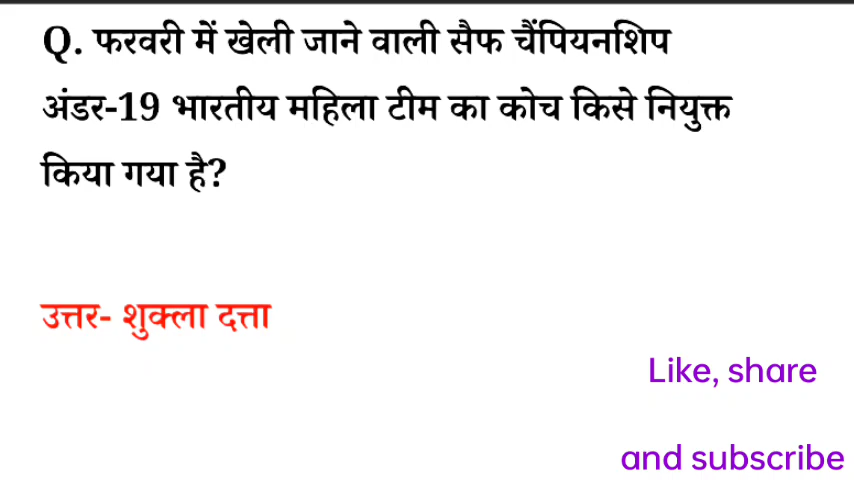 Q. फरवरी में खेली जाने वाली सैफ चैंपियनशिप
अंडर-19 भारतीय महिला टीम का कोच किसे नियुक्त
किया गया है?
उत्तर- शुक्ला दत्ता
Like, share
and subscribe